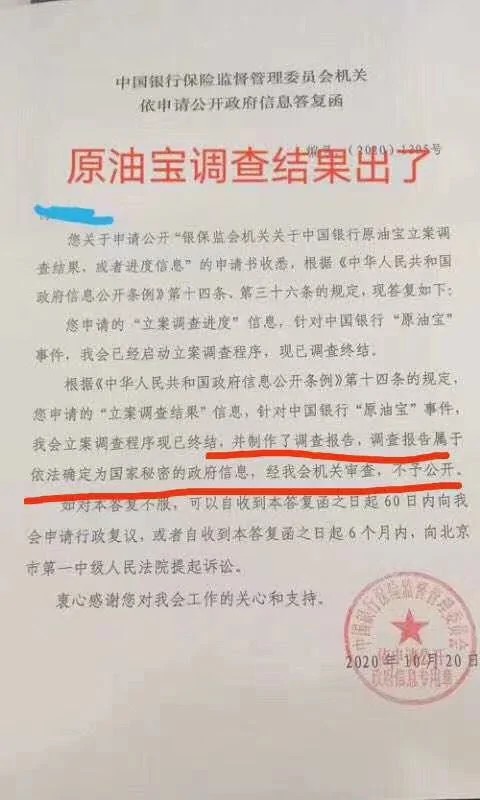 中国银行保险监督管理委员会机关
依申请公开政府信息答复函
〔2020〕1205号
原油宝调查结果出了
您关于申请公开“银保监会机关关于中国银行原油宝立案调
查结果，或者进度信息”的申请书收悉，根据《中华人民共和国
政府信息公开条例》第十四条、第三十六条的规定，现答复如下：
您申请的“立案调查进度”信息，针对中国银行“原油宝”
事件，我会已经启动立案调查程序，现已调查终结。
根据《中华人民共和国政府信息公开条例》第十四条的规定，
您申请的“立案调查结果”信息，针对中国银行“原油宝”事件，
我会立案调查程序现已终结，并制作了调查报告，调查报告属于
依法确定为国家秘密的政府信息，经我会机关审查，不予公开。
如对本答复不服，可以自收到本答复函之日起60日内向我
会申请行政复议，或者自收到本答复函之日起6个月内，向北京
市第一中级人民法院提起诉讼。
衷心感谢您对我会工作的关心和支持。
中国银行保险监督管理委员会
依申请公开
政府信息专用章
2020年10月20日